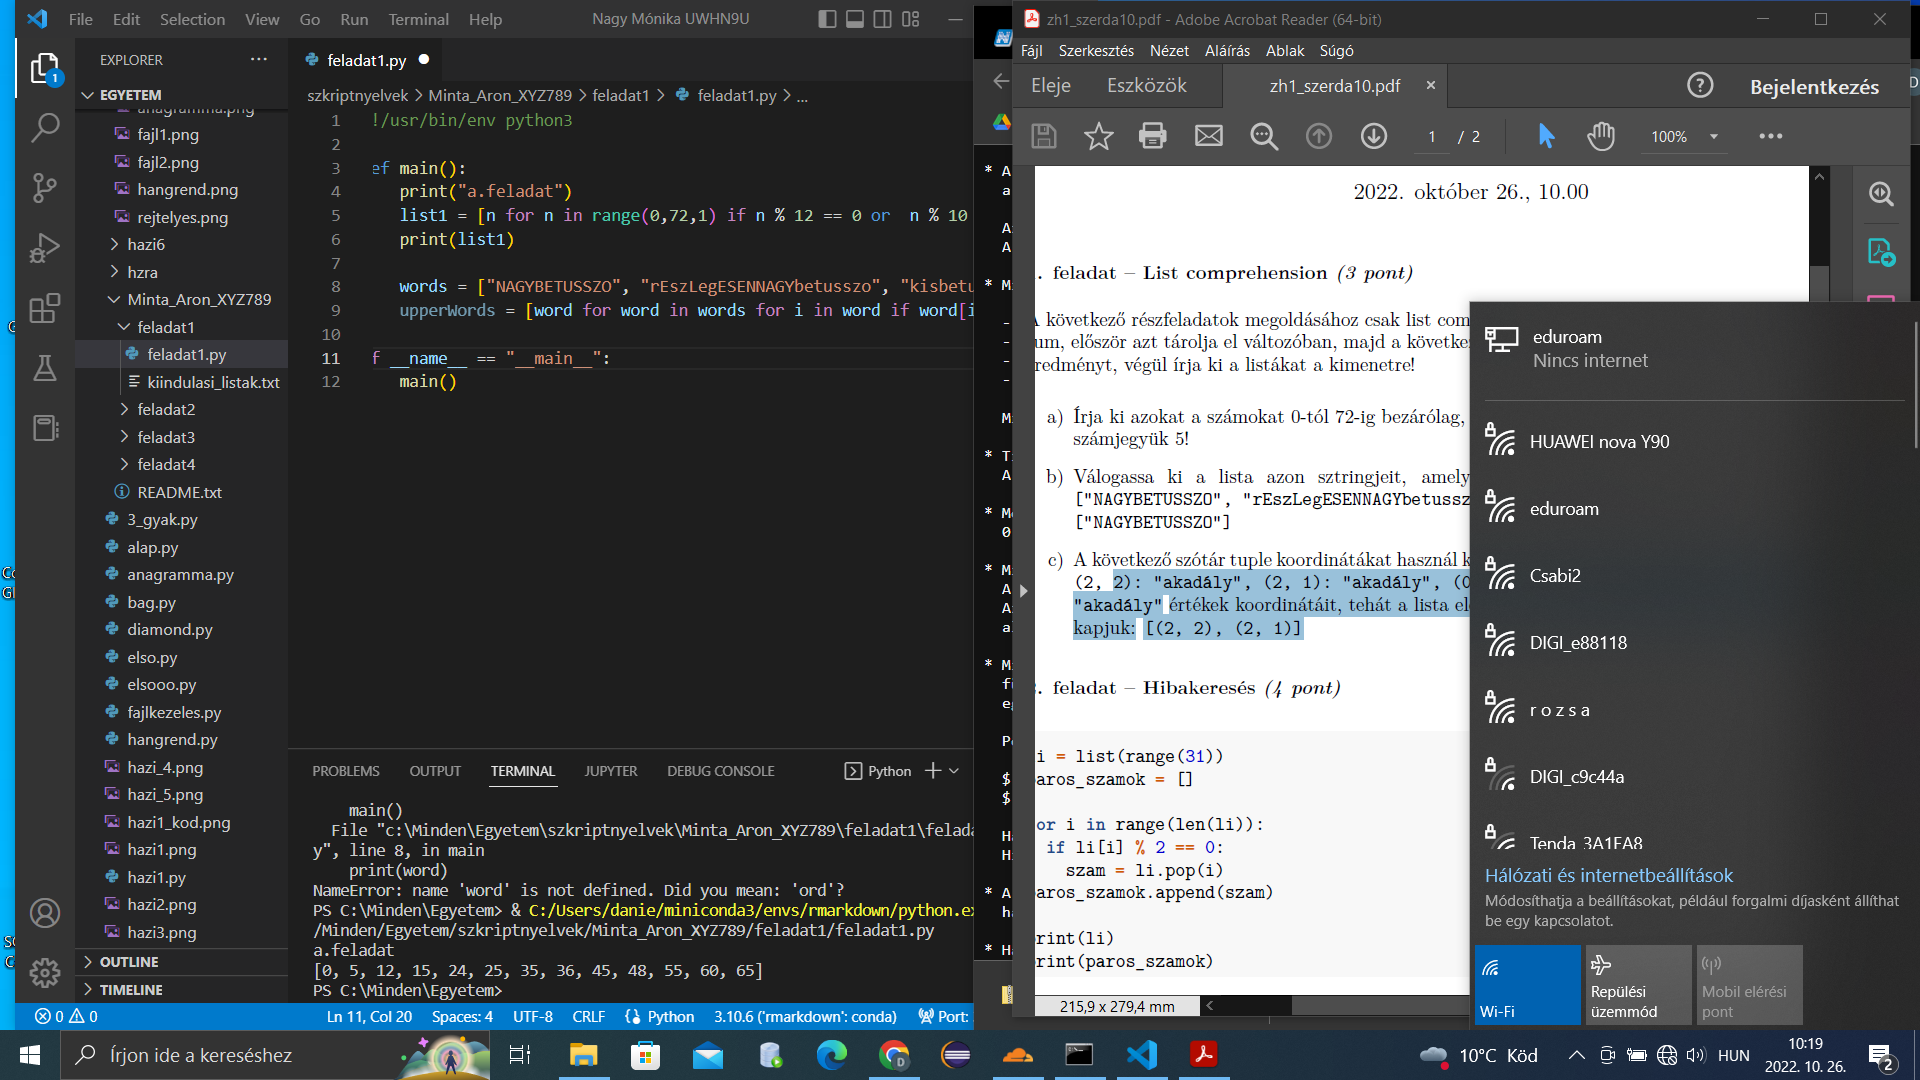 File Edit Selection View Go Run Terminal Help
Nagy Mónika UWHN9U
EXPLORER
EGYETEM
anagramma.png
fajl1.png
fajl2.png
hangrend.png
rejtelyes.png
hazi6
hzra
Minta_Aron_XYZ789
feladat1
feladat1.py
kiindulasi_listak.txt
feladat2
feladat3
feladat4
README.txt
3_gyak.py
alap.py
anagramma.py
bag.py
diamond.py
elso.py
elsooo.py
fajlkezeles.py
hangrend.py
hazi_4.png
hazi_5.png
hazi1_kod.png
hazi1.png
hazi1.py
hazi2.png
hazi3.png
OUTLINE
TIMELINE
feladat1.py
szkriptnyelvek > Minta_Aron_XYZ789 > feladat1 > feladat1.py > ...
1 !/usr/bin/env python3
2
3 ef main():
4 print("a.feladat")
5 list1 = [n for n in range(0,72,1) if n % 12 == 0 or n % 10
6 print(list1)
7
8 words = ["NAGYBETUSSZO", "rEszLegESENNAGYbetusszo", "kisbetu
9 upperWords = [word for word in words for i in word if word[i
10
11 f __name__ == "__main__":
12 main()
PROBLEMS OUTPUT TERMINAL JUPYTER DEBUG CONSOLE
Python
main()
File "c:\Minden\Egyetem\szkriptnyelvek\Minta_Aron_XYZ789\feladat1\felada
y", line 8, in main
print(word)
NameError: name 'word' is not defined. Did you mean: 'ord'?
PS C:\Minden\Egyetem> & C:/Users/danie/miniconda3/envs/rmarkdown/python.ex
/Minden/Egyetem/szkriptnyelvek/Minta_Aron_XYZ789/feladat1/feladat1.py
a.feladat
[0, 5, 12, 15, 24, 25, 35, 36, 45, 48, 55, 60, 65]
PS C:\Minden\Egyetem>
0 0 Ln 11, Col 20 Spaces: 4 UTF-8 CRLF Python 3.10.6 ('rmarkdown': conda) Port:
zh1_szerda10.pdf - Adobe Acrobat Reader (64-bit)
Fájl Szerkesztés Nézet Aláírás Ablak Súgó
Eleje Eszközök zh1_szerda10.pdf × Bejelentkezés
1 / 2 100%
2022. október 26., 10.00
. feladat – List comprehension (3 pont)
A következő részfeladatok megoldásához csak list com
um, először azt tárolja el változóban, majd a követke
redményt, végül írja ki a listákat a kimenetre!
a) Írja ki azokat a számokat 0-tól 72-ig bezárólag,
számjegyük 5!
b) Válogassa ki a lista azon sztringjeit, amely
["NAGYBETUSSZO", "rEszLegESENNAGYbetussz
["NAGYBETUSSZO"]
c) A következő szótár tuple koordinátákat használ k
(2, 2): "akadály", (2, 1): "akadály", (0
"akadály" értékek koordinátáit, tehát a lista el
kapjuk: [(2, 2), (2, 1)]
. feladat – Hibakeresés (4 pont)
i = list(range(31))
aros_szamok = []
or i in range(len(li)):
if li[i] % 2 == 0:
szam = li.pop(i)
aros_szamok.append(szam)
rint(li)
rint(paros_szamok)
215,9 x 279,4 mm
eduroam
Nincs internet
HUAWEI nova Y90
eduroam
Csabi2
DIGI_e88118
r o z s a
DIGI_c9c44a
Tenda_3A1FA8
Hálózati és internetbeállítások
Módosíthatja a beállításokat, például forgalmi díjasként állíthat
be egy kapcsolatot.
Wi-Fi
Repülési
üzemmód
Mobil elérési
pont
Írjon ide a kereséshez
10°C Köd
HUN
10:19
2022. 10. 26.
2